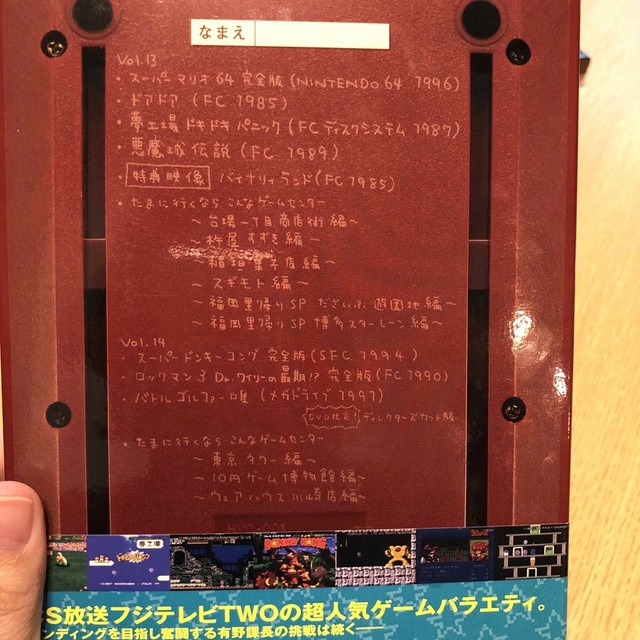 なまえ
Vol.13
・スーパーマリオ64 完全版(NINTENDO 64 1996)
・ドアドア(FC 1985)
・夢工場ドキドキパニック(FCディスクシステム 1987)
・悪魔城伝説(FC 1989)
・特典映像 バイナリィランド(FC 1985)
・たまに行くなら こんなゲームセンター
～台場一丁目商店街編～
～杵屋すずき編～
～稲垣菓子店編～
～スギモト編～
～福岡里帰りSP だざいふ遊園地編～
～福岡里帰りSP 博多スターレーン編～
Vol.14
・スーパードンキーコング 完全版(SFC 1994)
・ロックマン3 Dr.ワイリーの最期!? 完全版(FC 1990)
・バトルゴルファー唯(メガドライブ 1991)
DVD限定!ディレクターズカット版
・たまに行くなら こんなゲームセンター
～東京タワー編～
～10円ゲーム博物館編～
～ウェアハウス川崎店編～
HVC-001
夢工場
S放送フジテレビTWOの超人気ゲームバラエティ。
ンディングを目指し奮闘する有野課長の挑戦は続く